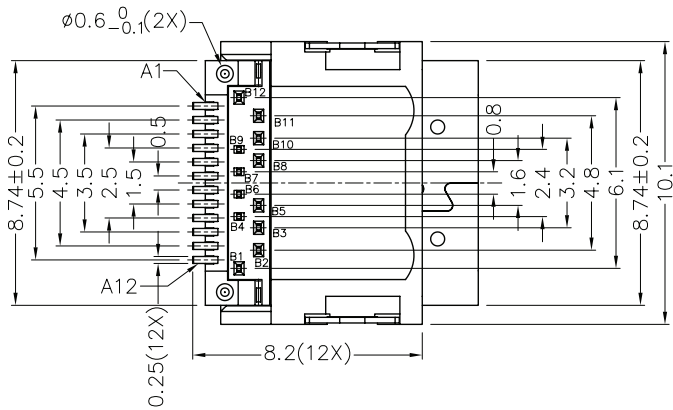 ø0.6 0 -0.1(2X)
A1
B12
B11
B9
B10
B8
B7
B6
B5
B4
B3
B1
B2
A12
8.74±0.2
5.5
4.5
3.5
2.5
1.5
0.5
0.8
1.6
2.4
3.2
4.8
6.1
8.74±0.2
10.1
8.2(12X)
0.25(12X)